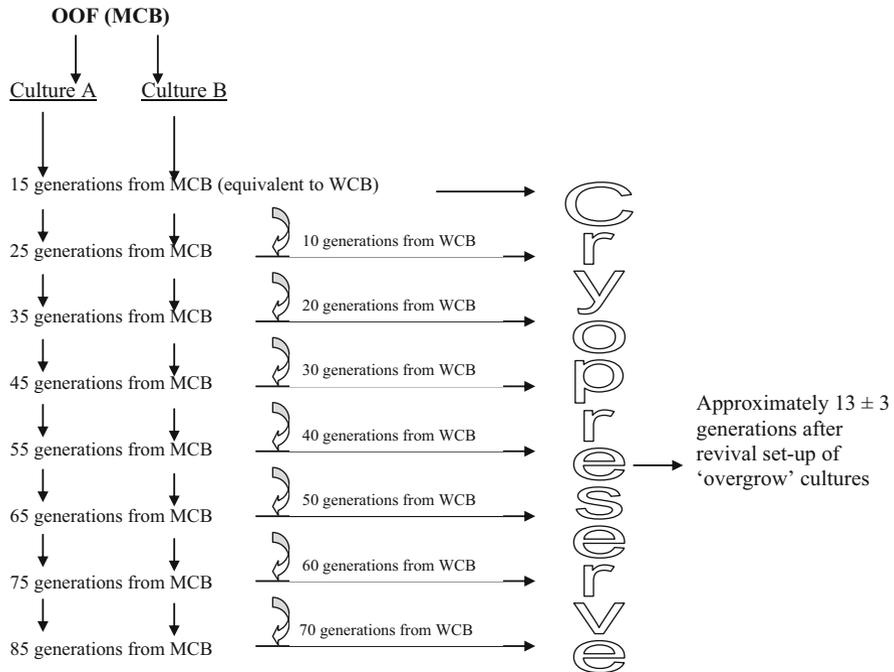 OOF (MCB)
Culture A Culture B
15 generations from MCB (equivalent to WCB)
25 generations from MCB 10 generations from WCB
35 generations from MCB 20 generations from WCB
45 generations from MCB 30 generations from WCB
55 generations from MCB 40 generations from WCB
65 generations from MCB 50 generations from WCB
75 generations from MCB 60 generations from WCB
85 generations from MCB 70 generations from WCB
Cryopreserve
Approximately 13 ± 3
generations after
revival set-up of
‘overgrow’ cultures